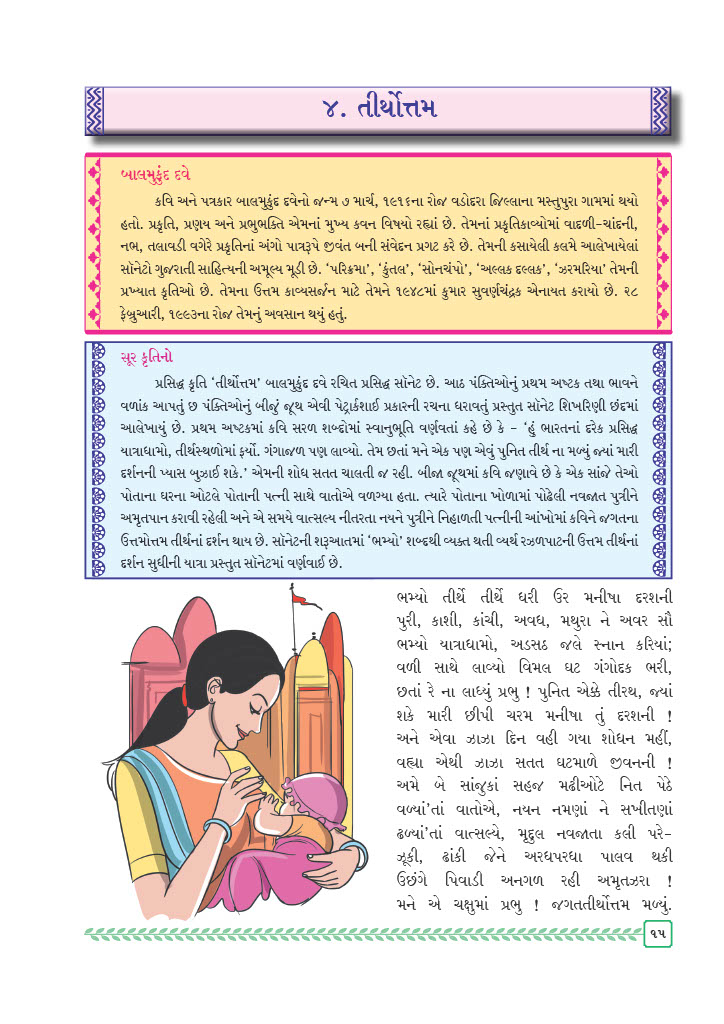 ૪. તીર્થોત્તમ
બાલમુકુંદ દવે
કવિ અને પત્રકાર બાલમુકુંદ દવેનો જન્મ ૭ માર્ચ, ૧૯૧૬ના રોજ વડોદરા જિલ્લાના મસ્તુપુરા ગામમાં થયો
હતો. પ્રકૃતિ, પ્રણય અને પ્રભુભક્તિ એમનાં મુખ્ય કવન વિષયો રહ્યાં છે. તેમનાં પ્રકૃતિકાવ્યોમાં વાદળી-ચાંદની,
નભ, તલાવડી વગેરે પ્રકૃતિનાં અંગો પાત્રરૂપે જીવંત બની સંવેદન પ્રગટ કરે છે. તેમની કસાયેલી કલમે આલેખાયેલાં
સૉનેટો ગુજરાતી સાહિત્યની અમૂલ્ય મૂડી છે. ‘પરિક્રમા’, ‘કુંતલ’, ‘સોનચંપો’, ‘અલ્લક દલ્લક’, ‘ઝરમરિયા’ તેમની
પ્રખ્યાત કૃતિઓ છે. તેમના ઉત્તમ કાવ્યસર્જન માટે તેમને ૧૯૪૮માં કુમાર સુવર્ણચંદ્રક એનાયત કરાયો છે. ૨૮
ફેબ્રુઆરી, ૧૯૯૩ના રોજ તેમનું અવસાન થયું હતું.
સૂર કૃતિનો
પ્રસિદ્ધ કૃતિ ‘તીર્થોત્તમ’ બાલમુકુંદ દવે રચિત પ્રસિદ્ધ સૉનેટ છે. આઠ પંક્તિઓનું પ્રથમ અષ્ટક તથા ભાવને
વળાંક આપતું છ પંક્તિઓનું બીજું જૂથ એવી પેટ્રાર્કશાઈ પ્રકારની રચના ધરાવતું પ્રસ્તુત સૉનેટ શિખરિણી છંદમાં
આલેખાયું છે. પ્રથમ અષ્ટકમાં કવિ સરળ શબ્દોમાં સ્વાનુભૂતિ વર્ણવતાં કહે છે કે - ‘હું ભારતનાં દરેક પ્રસિદ્ધ
યાત્રાધામો, તીર્થસ્થળોમાં ફર્યો. ગંગાજળ પણ લાવ્યો. તેમ છતાં મને એક પણ એવું પુનિત તીર્થ ના મળ્યું જ્યાં મારી
દર્શનની પ્યાસ બુઝાઈ શકે.’ એમની શોધ સતત ચાલતી જ રહી. બીજા જૂથમાં કવિ જણાવે છે કે એક સાંજે તેઓ
પોતાના ઘરના ઓટલે પોતાની પત્ની સાથે વાતોએ વળગ્યા હતા. ત્યારે પોતાના ખોળામાં પોઢેલી નવજાત પુત્રીને
અમૃતપાન કરાવી રહેલી અને એ સમયે વાત્સલ્ય નીતરતા નયને પુત્રીને નિહાળતી પત્નીની આંખોમાં કવિને જગતના
ઉત્તમોત્તમ તીર્થનાં દર્શન થાય છે. સૉનેટની શરૂઆતમાં ‘ભમ્યો’ શબ્દથી વ્યક્ત થતી વ્યર્થ રઝળપાટની ઉત્તમ તીર્થનાં
દર્શન સુધીની યાત્રા પ્રસ્તુત સૉનેટમાં વર્ણવાઈ છે.
ભમ્યો તીર્થે તીર્થે ધરી ઉર મનીષા દરશની
પુરી, કાશી, કાંચી, અવધ, મથુરા ને અવર સૌ
ભમ્યો યાત્રાધામો, અડસઠ જલે સ્નાન કરિયાં;
વળી સાથે લાવ્યો વિમલ ઘટ ગંગોદક ભરી,
છતાં રે ના લાધ્યું પ્રભુ ! પુનિત એક્કે તીરથ, જ્યાં
શકે મારી છીપી ચરમ મનીષા તું દરશની !
અને એવા ઝાઝા દિન વહી ગયા શોધન મહીં,
વહ્યા એથી ઝાઝા સતત ઘટમાળે જીવનની !
અમે બે સાંજુકાં સહજ મઢીઓટે નિત પેઠે
વળ્યાં’તાં વાતોએ, નયન નમણાં ને સખીતણાં
ઢળ્યાં’તાં વાત્સલ્યે, મૃદુલ નવજાતા કલી પરે-
ઝૂકી, ઢાંકી જેને અરધપરધા પાલવ થકી
ઉછંગે પિવાડી અનગળ રહી અમૃતઝરા !
મને એ ચક્ષુમાં પ્રભુ ! જગતતીર્થોત્તમ મળ્યું.
૧૫